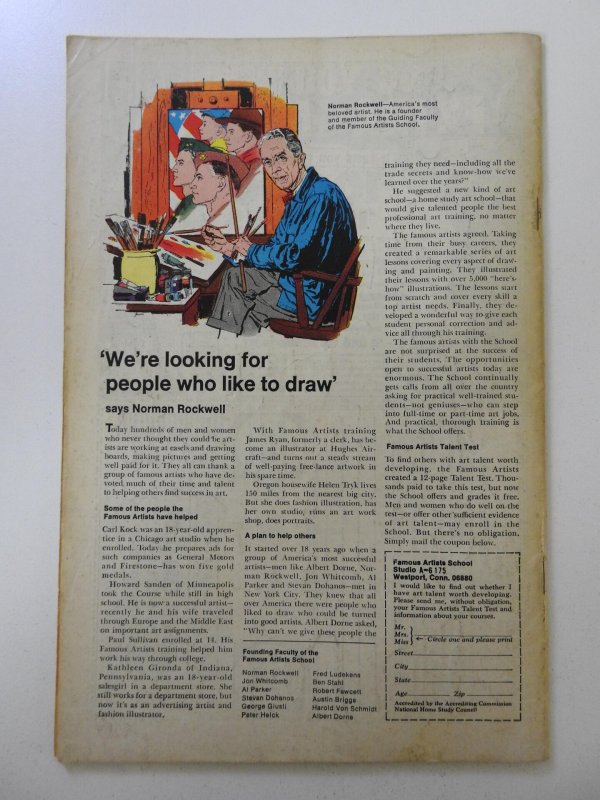 Norman Rockwell—America's most
beloved artist. He is a founder
and member of the Guiding Faculty
of the Famous Artists School.
'We're looking for
people who like to draw'
says Norman Rockwell
Today hundreds of men and women
who never thought they could be art-
ists are working at easels and drawing
boards, making pictures and getting
well paid for it. They all can thank a
group of famous artists who have de-
voted much of their time and talent
to helping others find success in art.
Some of the people the
Famous Artists have helped
Carl Kock was an 18-year-old appren-
tice in a Chicago art studio when he
enrolled. Today he prepares ads for
such companies as General Motors
and Firestone—has won five gold
medals.
Howard Sanden of Minneapolis
took the Course while still in high
school. He is now a successful artist—
recently he and his wife traveled
through Europe and the Middle East
on important art assignments.
Paul Sullivan enrolled at 14. His
Famous Artists training helped him
work his way through college.
Kathleen Gironda of Indiana,
Pennsylvania, was an 18-year-old
salesgirl in a department store. She
still works for a department store, but
now it's as an advertising artist and
fashion illustrator.
With Famous Artists training
James Ryan, formerly a clerk, has be-
come an illustrator at Hughes Air-
craft—and turns out a steady stream
of well-paying free-lance artwork in
his spare time.
Oregon housewife Helen Tryk lives
150 miles from the nearest big city.
But she does fashion illustration, has
her own studio, runs an art work
shop, does portraits.
A plan to help others
It started over 18 years ago when a
group of America's most successful
artists—men like Albert Dorne, Nor-
man Rockwell, Jon Whitcomb, Al
Parker and Stevan Dohanos—met in
New York City. They knew that all
over America there were people who
liked to draw who could be turned
into good artists. Albert Dorne asked,
"Why can't we give these people the
Founding Faculty of the
Famous Artists School
Norman Rockwell
Jon Whitcomb
Al Parker
Stevan Dohanos
George Giusti
Peter Helck
Fred Ludekens
Ben Stahl
Robert Fawcett
Austin Briggs
Harold Von Schmidt
Albert Dorne
training they need—including all the
trade secrets and know-how we've
learned over the years?"
He suggested a new kind of art
school—a home study art school—that
would give talented people the best
professional art training, no matter
where they live.
The famous artists agreed. Taking
time from their busy careers, they
created a remarkable series of art
lessons covering every aspect of draw-
ing and painting. They illustrated
their lessons with over 5,000 "here's-
how" illustrations. The lessons start
from scratch and cover every skill a
top artist needs. Finally, they de-
veloped a wonderful way to give each
student personal correction and ad-
vice all through his training.
The famous artists with the School
are not surprised at the success of
their students. The opportunities
open to successful artists today are
enormous. The School continually
gets calls from all over the country
asking for practical well-trained stu-
dents—not geniuses—who can step
into full-time or part-time art jobs.
And practical, thorough training is
what the School offers.
Famous Artists Talent Test
To find others with art talent worth
developing, the Famous Artists
created a 12-page Talent Test. Thou-
sands paid to take this test, but now
the School offers and grades it free.
Men and women who do well on the
test—or offer other sufficient evidence
of art talent—may enroll in the
School. But there's no obligation.
Simply mail the coupon below.
Famous Artists School
Studio A—6175
Westport, Conn. 06880
I would like to find out whether I
have art talent worth developing.
Please send me, without obligation,
your Famous Artists Talent Test and
information about your courses.
Mr.
Mrs. ← Circle one and please print
Miss
Street
City
State
Age Zip
Accredited by the Accrediting Commission
National Home Study Council